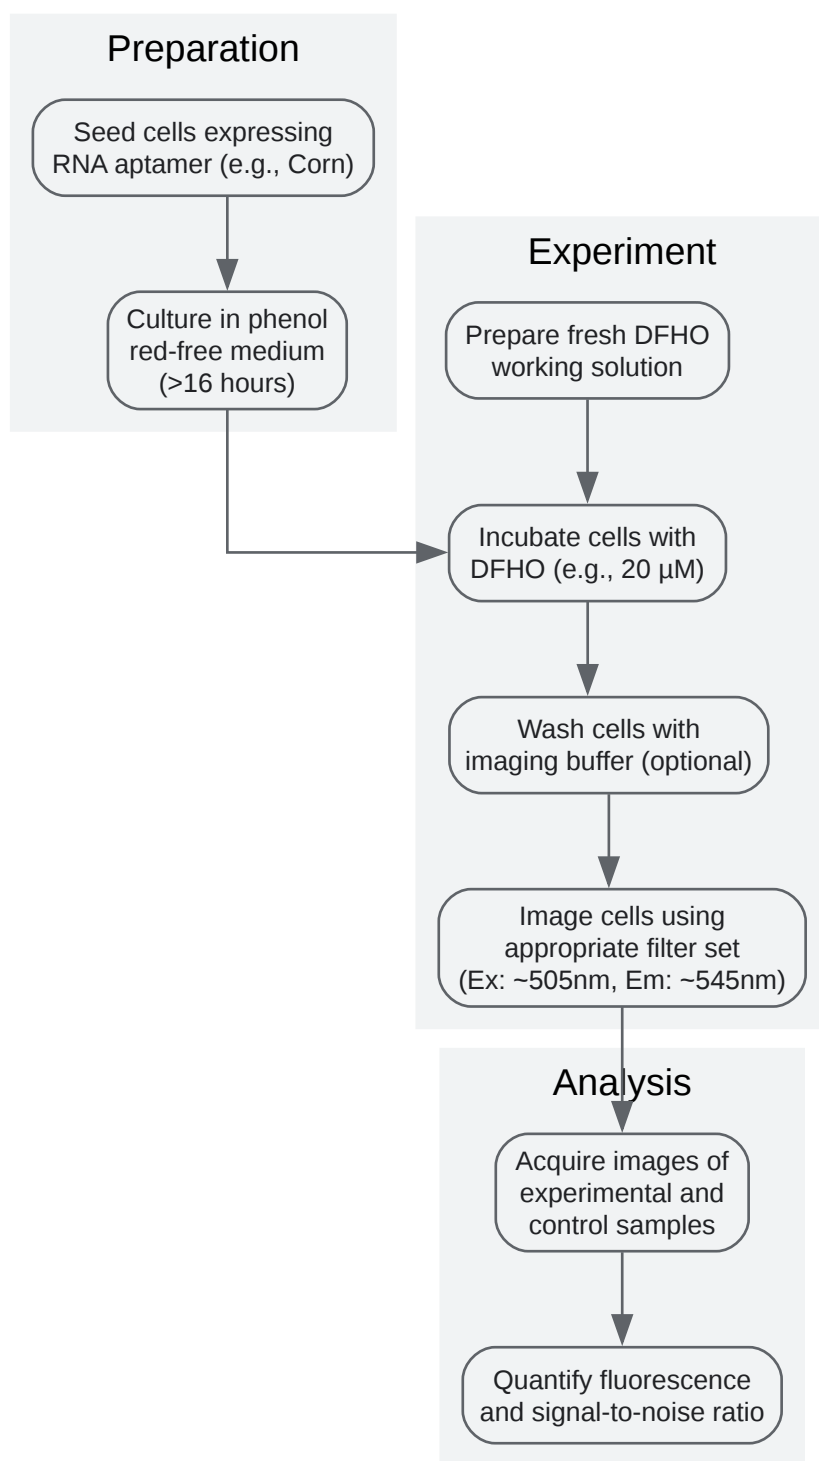 Preparation
Seed cells expressing
RNA aptamer (e.g., Corn)
Culture in phenol
red-free medium
(>16 hours)
Experiment
Prepare fresh DFHO
working solution
Incubate cells with
DFHO (e.g., 20 µM)
Wash cells with
imaging buffer (optional)
Image cells using
appropriate filter set
(Ex: ~505nm, Em: ~545nm)
Analysis
Acquire images of
experimental and
control samples
Quantify fluorescence
and signal-to-noise ratio